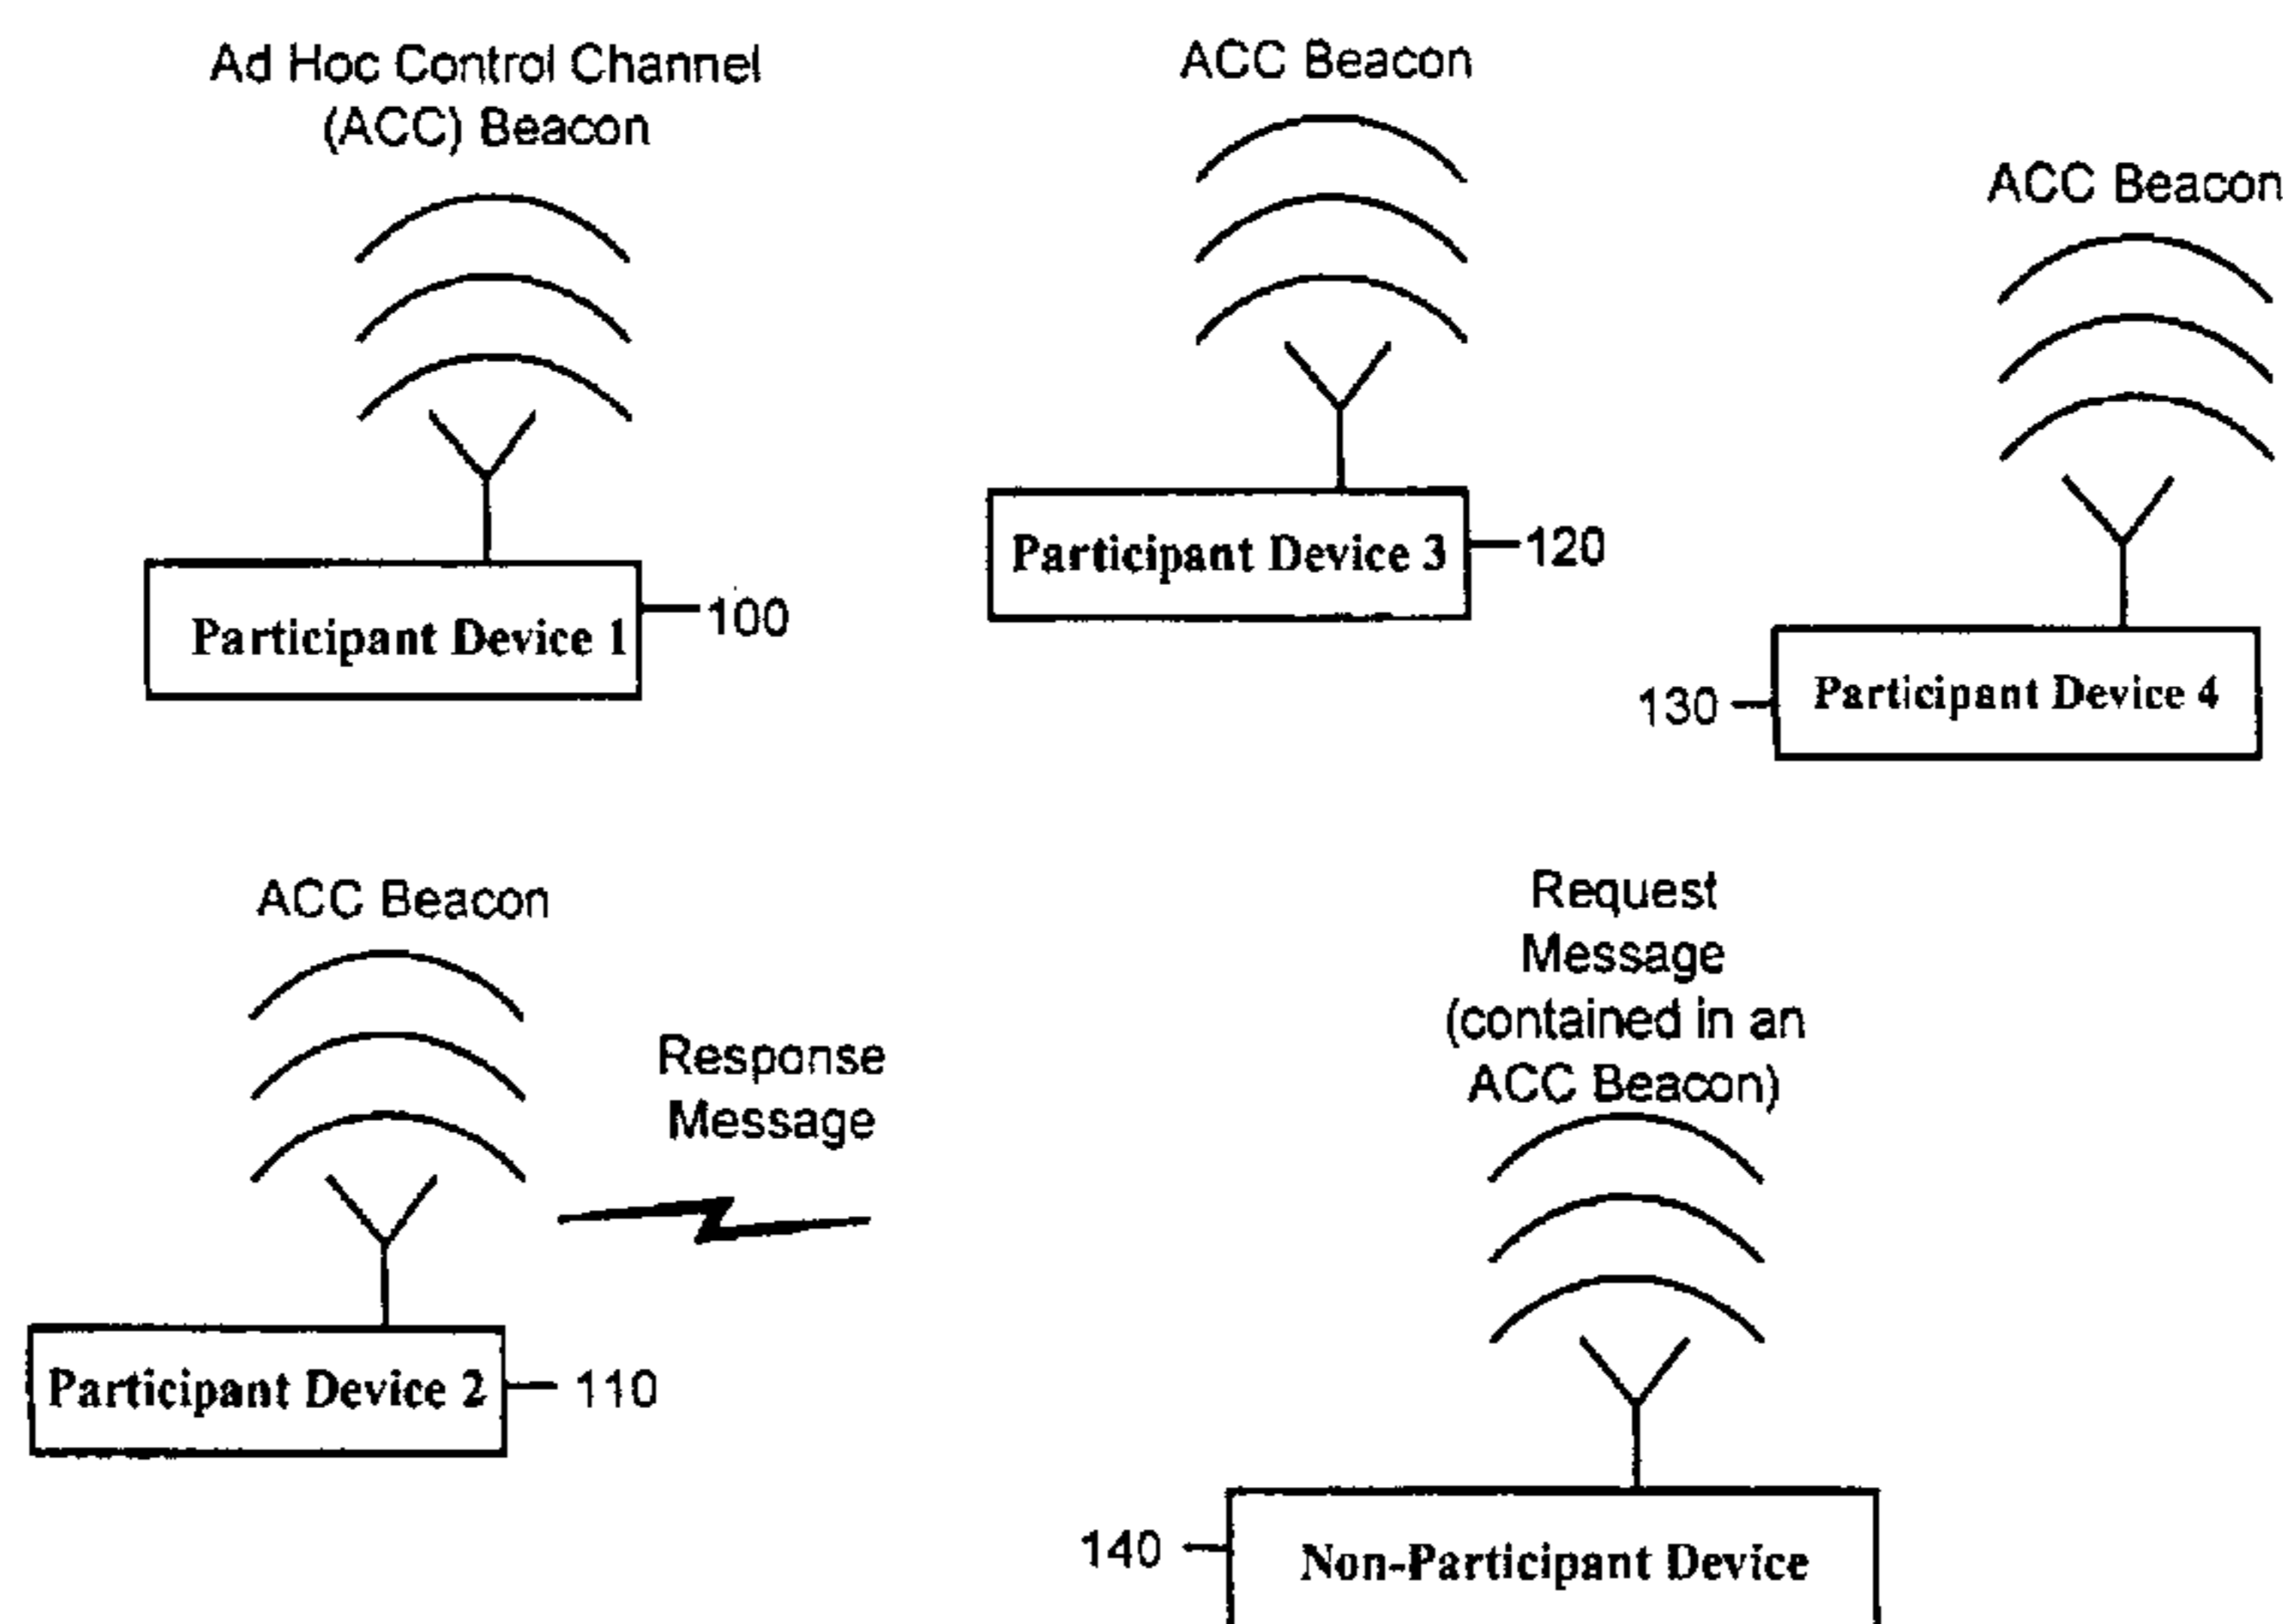 Ad Hoc Control Channel
(ACC) Beacon
ACC Beacon
ACC Beacon
Participant Device 1
100
Participant Device 3
120
130
Participant Device 4
ACC Beacon
Response
Message
Request
Message
(contained in an
ACC Beacon)
Participant Device 2
110
140
Non-Participant Device